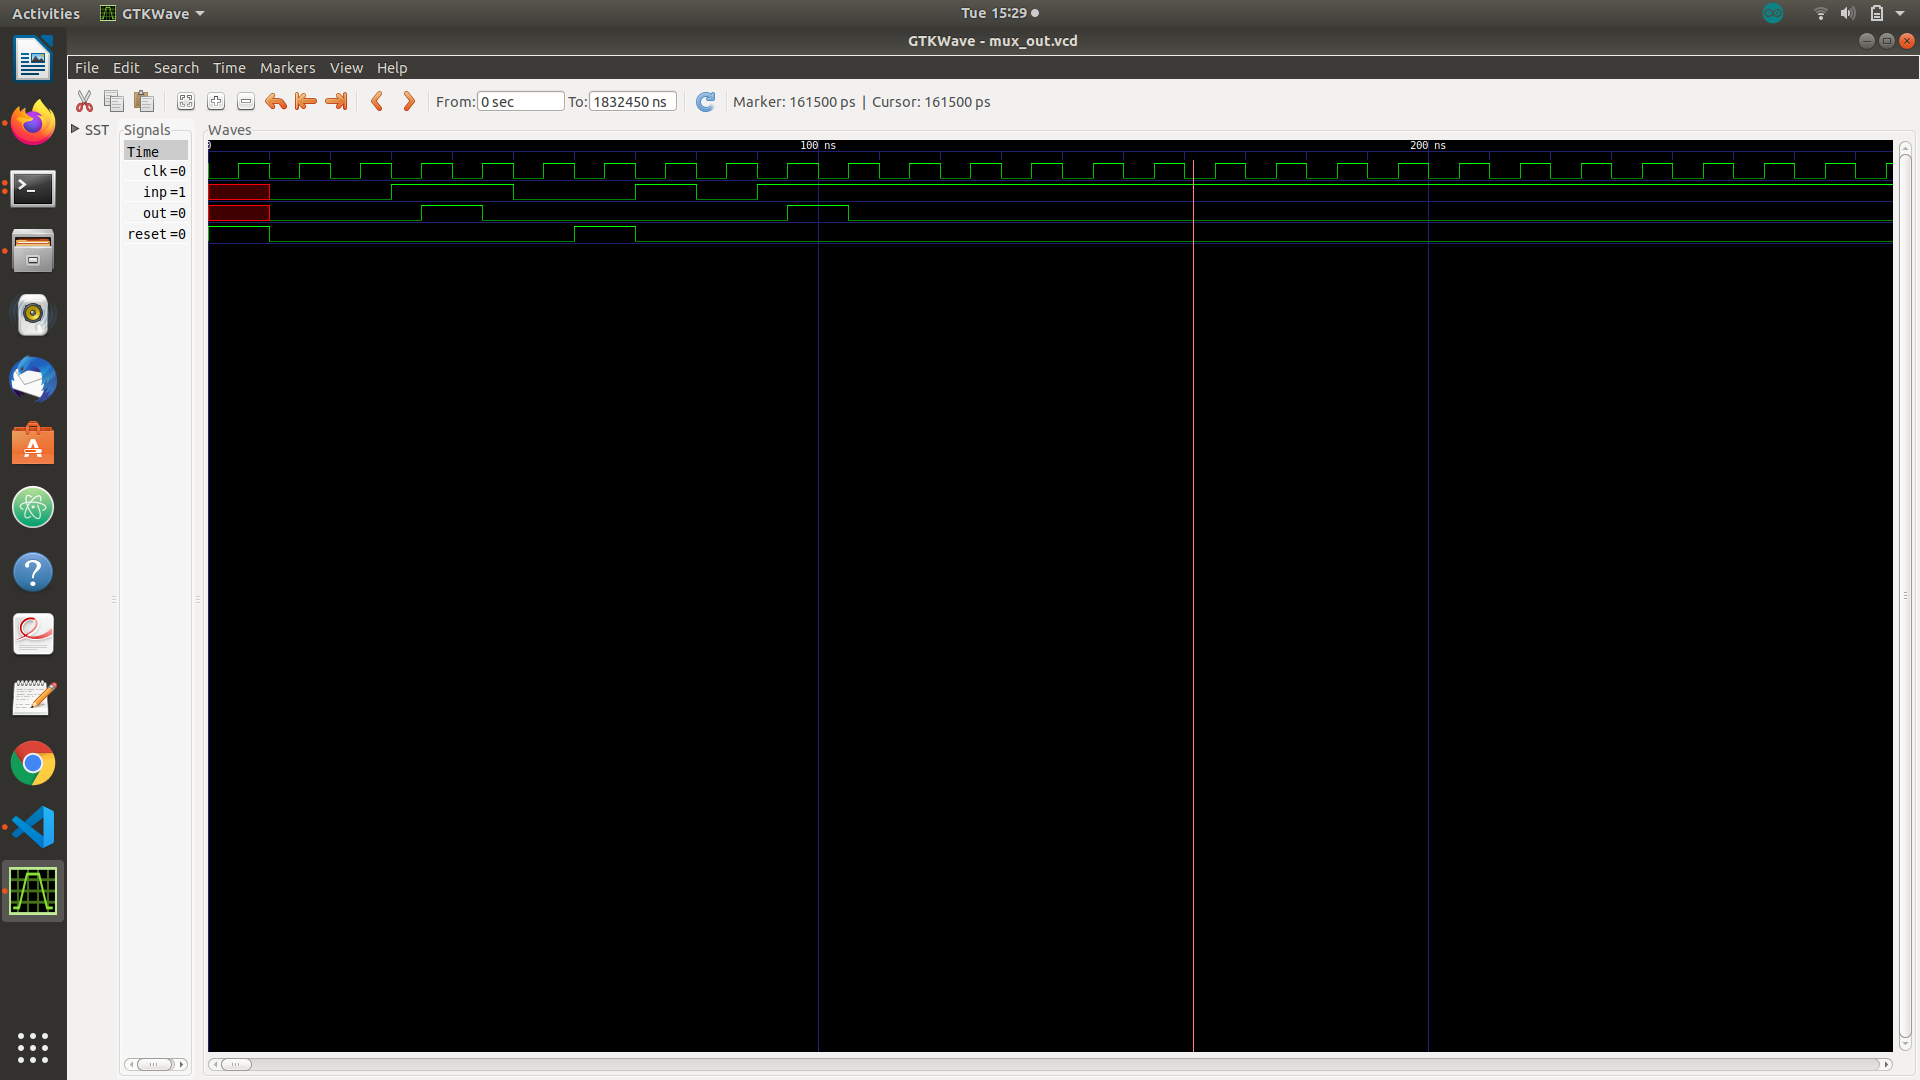 Activities GTKWave Tue 15:29
GTKWave - mux_out.vcd
File Edit Search Time Markers View Help
From: 0 sec To: 1832450 ns Marker: 161500 ps | Cursor: 161500 ps
SST Signals Waves
Time 0 100 ns 200 ns
clk=0
inp=1
out=0
reset=0